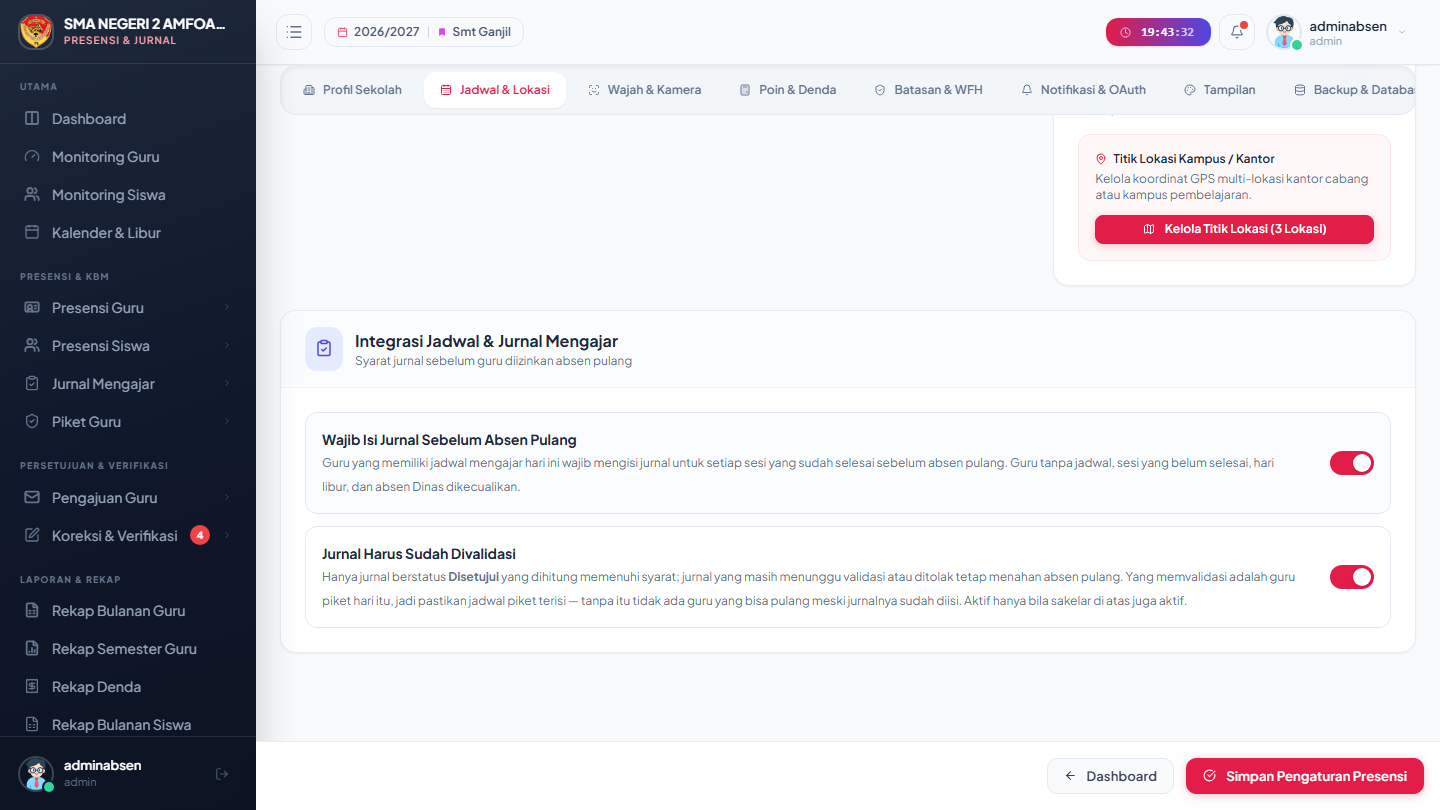 SMA NEGERI 2 AMFOA...
PRESENSI & JURNAL
UTAMA
Dashboard
Monitoring Guru
Monitoring Siswa
Kalender & Libur
PRESENSI & KBM
Presensi Guru
Presensi Siswa
Jurnal Mengajar
Piket Guru
PERSETUJUAN & VERIFIKASI
Pengajuan Guru
Koreksi & Verifikasi 4
LAPORAN & REKAP
Rekap Bulanan Guru
Rekap Semester Guru
Rekap Denda
Rekap Bulanan Siswa
adminabsen
admin
2026/2027 Smt Ganjil
19:43:32
adminabsen
admin
Profil Sekolah Jadwal & Lokasi Wajah & Kamera Poin & Denda Batasan & WFH Notifikasi & OAuth Tampilan Backup & Databas
Titik Lokasi Kampus / Kantor
Kelola koordinat GPS multi-lokasi kantor cabang
atau kampus pembelajaran.
Kelola Titik Lokasi (3 Lokasi)
Integrasi Jadwal & Jurnal Mengajar
Syarat jurnal sebelum guru diizinkan absen pulang
Wajib Isi Jurnal Sebelum Absen Pulang
Guru yang memiliki jadwal mengajar hari ini wajib mengisi jurnal untuk setiap sesi yang sudah selesai sebelum absen pulang. Guru tanpa jadwal, sesi yang belum selesai, hari
libur, dan absen Dinas dikecualikan.
Jurnal Harus Sudah Divalidasi
Hanya jurnal berstatus Disetujui yang dihitung memenuhi syarat; jurnal yang masih menunggu validasi atau ditolak tetap menahan absen pulang. Yang memvalidasi adalah guru
piket hari itu, jadi pastikan jadwal piket terisi — tanpa itu tidak ada guru yang bisa pulang meski jurnalnya sudah diisi. Aktif hanya bila sakelar di atas juga aktif.
Dashboard
Simpan Pengaturan Presensi